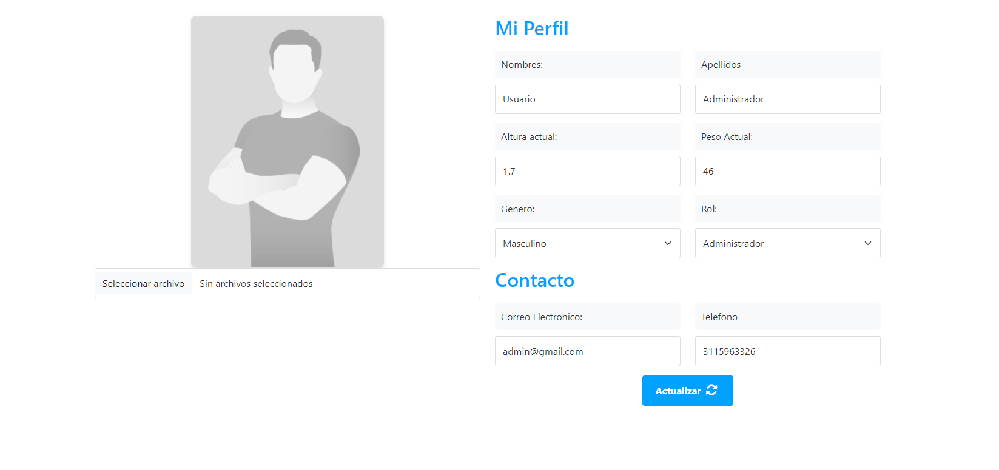 Mi Perfil
Nombres:
Apellidos
Usuario
Administrador
Altura actual:
Peso Actual:
1.7
46
Genero:
Rol:
Masculino
Administrador
Seleccionar archivo
Sin archivos seleccionados
Contacto
Correo Electronico:
Telefono
admin@gmail.com
3115963326
Actualizar